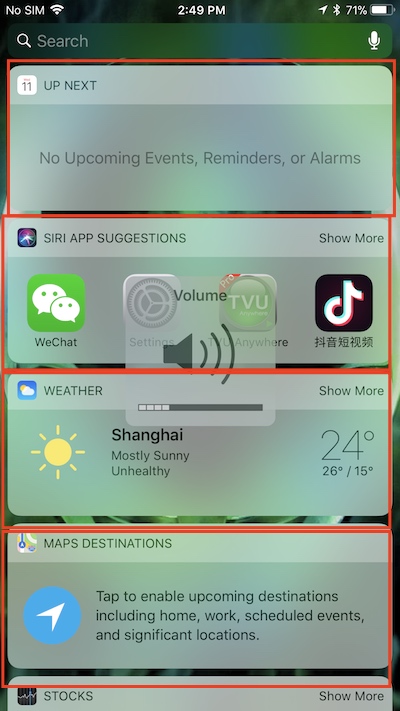 No SIM 2:49 PM 71%
Search
11 UP NEXT
No Upcoming Events, Reminders, or Alarms
SIRI APP SUGGESTIONS Show More
Volume
Pro
TVU
anywhere
WeChat Settings TVU Anywhere 抖音短视频
WEATHER Show More
Shanghai 24°
Mostly Sunny
Unhealthy 26° / 15°
MAPS DESTINATIONS
Tap to enable upcoming destinations
including home, work, scheduled events,
and significant locations.
STOCKS Show More